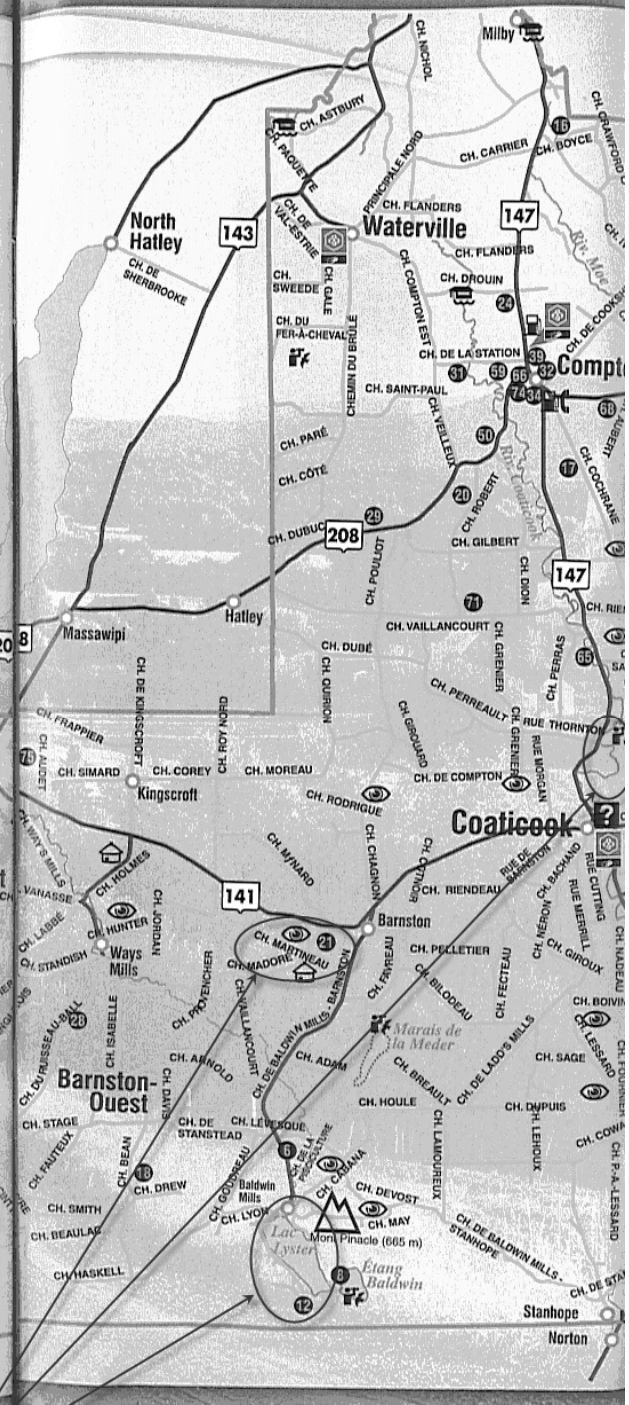 Milby
CH. NICHOL
CH. ASTBURY
CH. PAQUETTE
16
CH. CARRIER
CH. BOYCE
PRINCIPALE NORD
CH. FLANDERS
147
North
Hatley
143
CH. DE
VAL-ESTRIE
Waterville
Riv. Moe
CH. DE
SHERBROOKE
CH. FLANDERS
CH.
SWEEDE
CH. GALE
CH. COMPTON EST
CH. DROUIN
24
CH. DU
FER-À-CHEVAL
CHEMIN DU BRÛLÉ
CH. DE LA STATION
39
31
59
66
32
CH. SAINT-PAUL
74
34
68
CH. AUBERT
CH. VEILLEUX
CH. PARÉ
50
Riv. Coaticook
17
CH. COCHRANE
CH. CÔTÉ
20
CH. ROBERT
29
CH. DUBUC
208
CH. GILBERT
CH. POULIOT
CH. DION
147
Hatley
71
Massawipi
8
CH. VAILLANCOURT
CH. DUBÉ
CH. GRENIER
CH. PERRAS
65
CH. DE KINGSCROFT
CH. QUIRION
CH. PERREAULT
CH. ROY NORD
CH. GIROUARD
CH. GRENIER
RUE THORNTON
CH. FRAPPIER
75
CH. AUDET
RUE MORGAN
CH. SIMARD
CH. COREY
CH. MOREAU
CH. DE COMPTON
Kingscroft
CH. RODRIGUE
Coaticook
?
CH. WAY'S MILLS
CH. MYNARD
CH. CHAGNON
RUE DE
BARNSTON
CH. BACHAND
RUE CUTTING
RUE MERRILL
CH. HOLMES
141
CH. RIENDEAU
VANASSE
CH. LABBÉ
CH. HUNTER
CH. JORDAN
Barnston
CH. NÉRON
CH. GIROUX
CH. NADEAU
CH. STANDISH
Ways
Mills
CH. MARTINEAU
21
CH. MADORE
CH. FAVREAU
CH. PELLETIER
CH. BILODEAU
CH. FECTEAU
CH. PROVENCHER
CH. VAILLANCOURT
CH. DE BALDWIN MILLS - BARNSTON
CH. DU RUISSEAU-BALL
28
CH. ISABELLE
Marais de
la Meder
CH. DE LADD'S MILLS
CH. LESSARD
CH. ARNOLD
CH. ADAM
CH. BREAULT
CH. SAGE
Barnston-
Ouest
CH. DAVIS
CH. HOULE
CH. DUPUIS
CH. STAGE
CH. DE
STANSTEAD
CH. LÉVESQUE
CH. LAMOUREUX
CH. LEHOUX
CH. FAUTEUX
CH. BEAN
CH. GOUDREAU
6
CH. DE LA
PISCICULTURE
CH. P.-A.-LESSARD
18
CH. DREW
Baldwin
Mills
CH. CABANA
CH. DEVOST
CH. SMITH
CH. LYON
CH. MAY
CH. BEAULAC
Lac
Lyster
Mont Pinacle (665 m)
CH. DE BALDWIN MILLS -
STANHOPE
CH. HASKELL
8
Étang
Baldwin
12
Stanhope
Norton